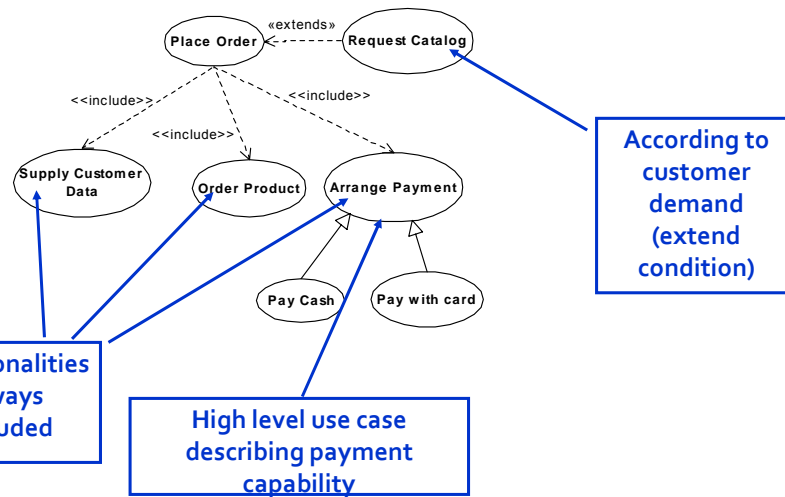 «extends»
Place Order
Request Catalog
<<include>>
<<include>>
<<include>>
Supply Customer
Data
Order Product
Arrange Payment
According to
customer
demand
(extend
condition)
Pay Cash
Pay with card
onalities
ways
uded
High level use case
describing payment
capability